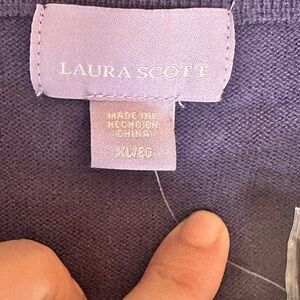 LAURA SCOTT
MADE IN/
HECHO EN
CHINA
XL/EG